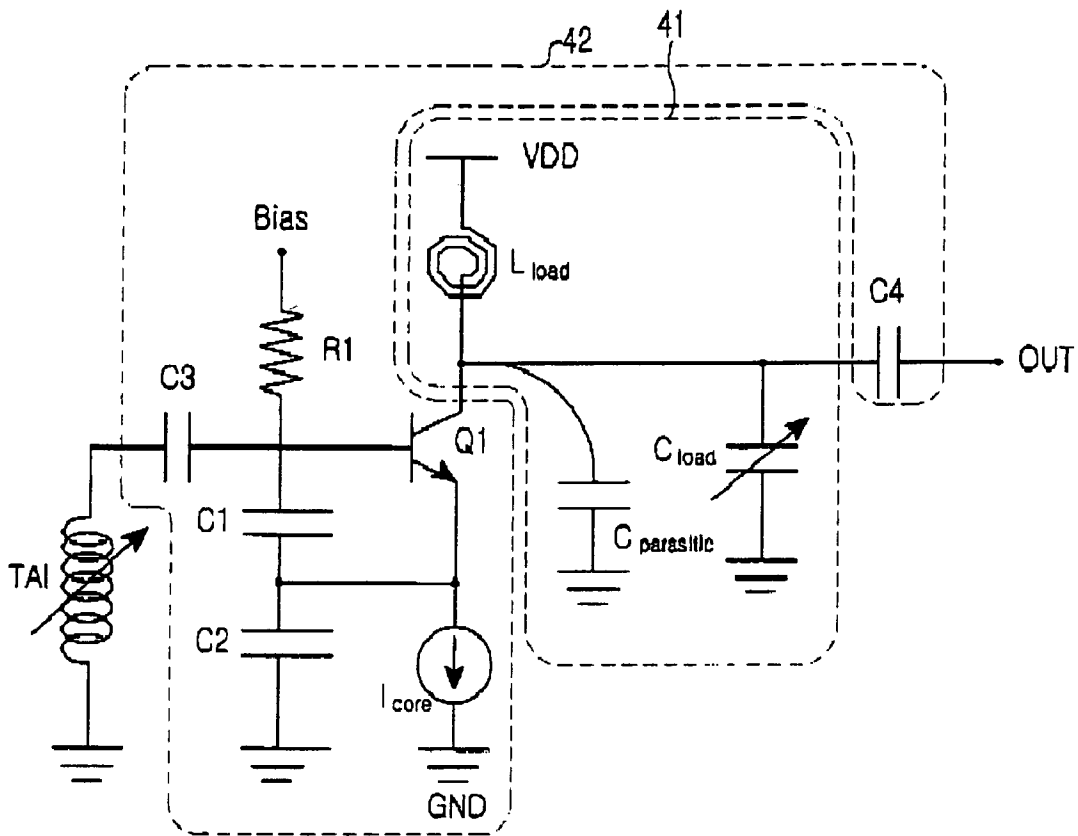 42
41
VDD
Bias
L load
C4
R1
OUT
C3
Q1
C load
C1
C parasitic
TAI
C2
I core
GND